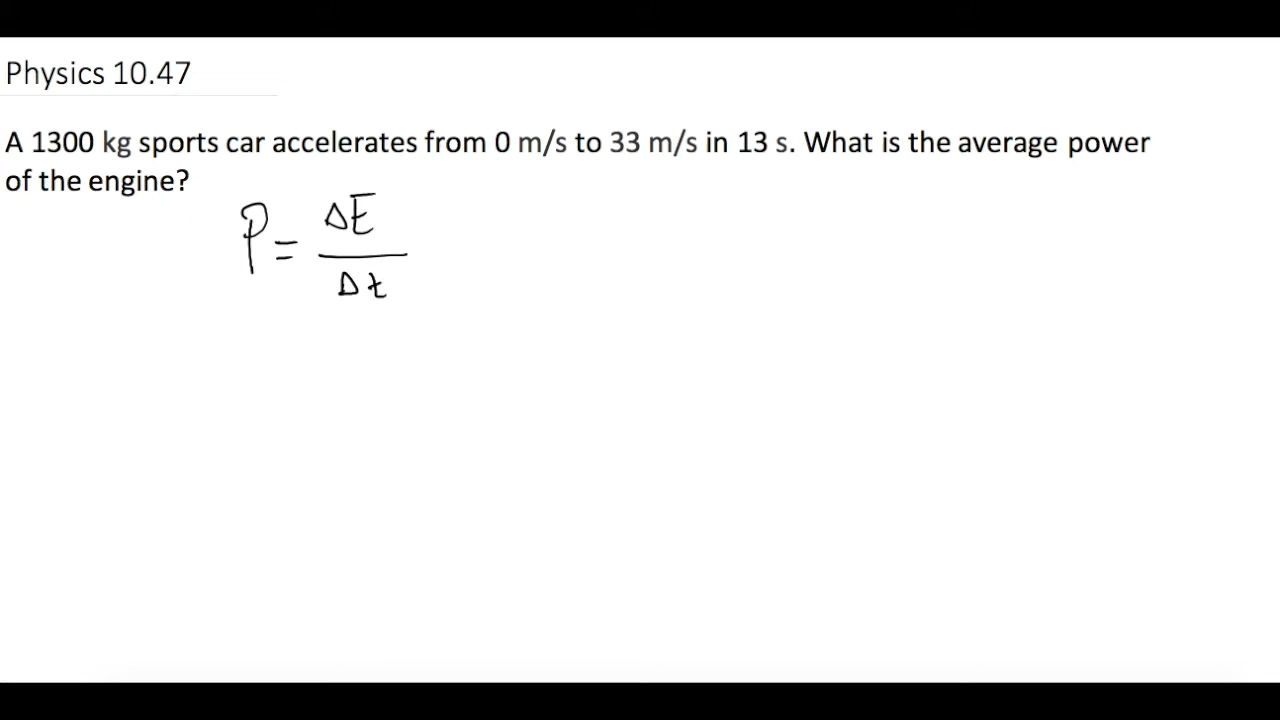 Physics 10.47
A 1300 kg sports car accelerates from 0 m/s to 33 m/s in 13 s. What is the average power
of the engine?
P = ΔE
Δt